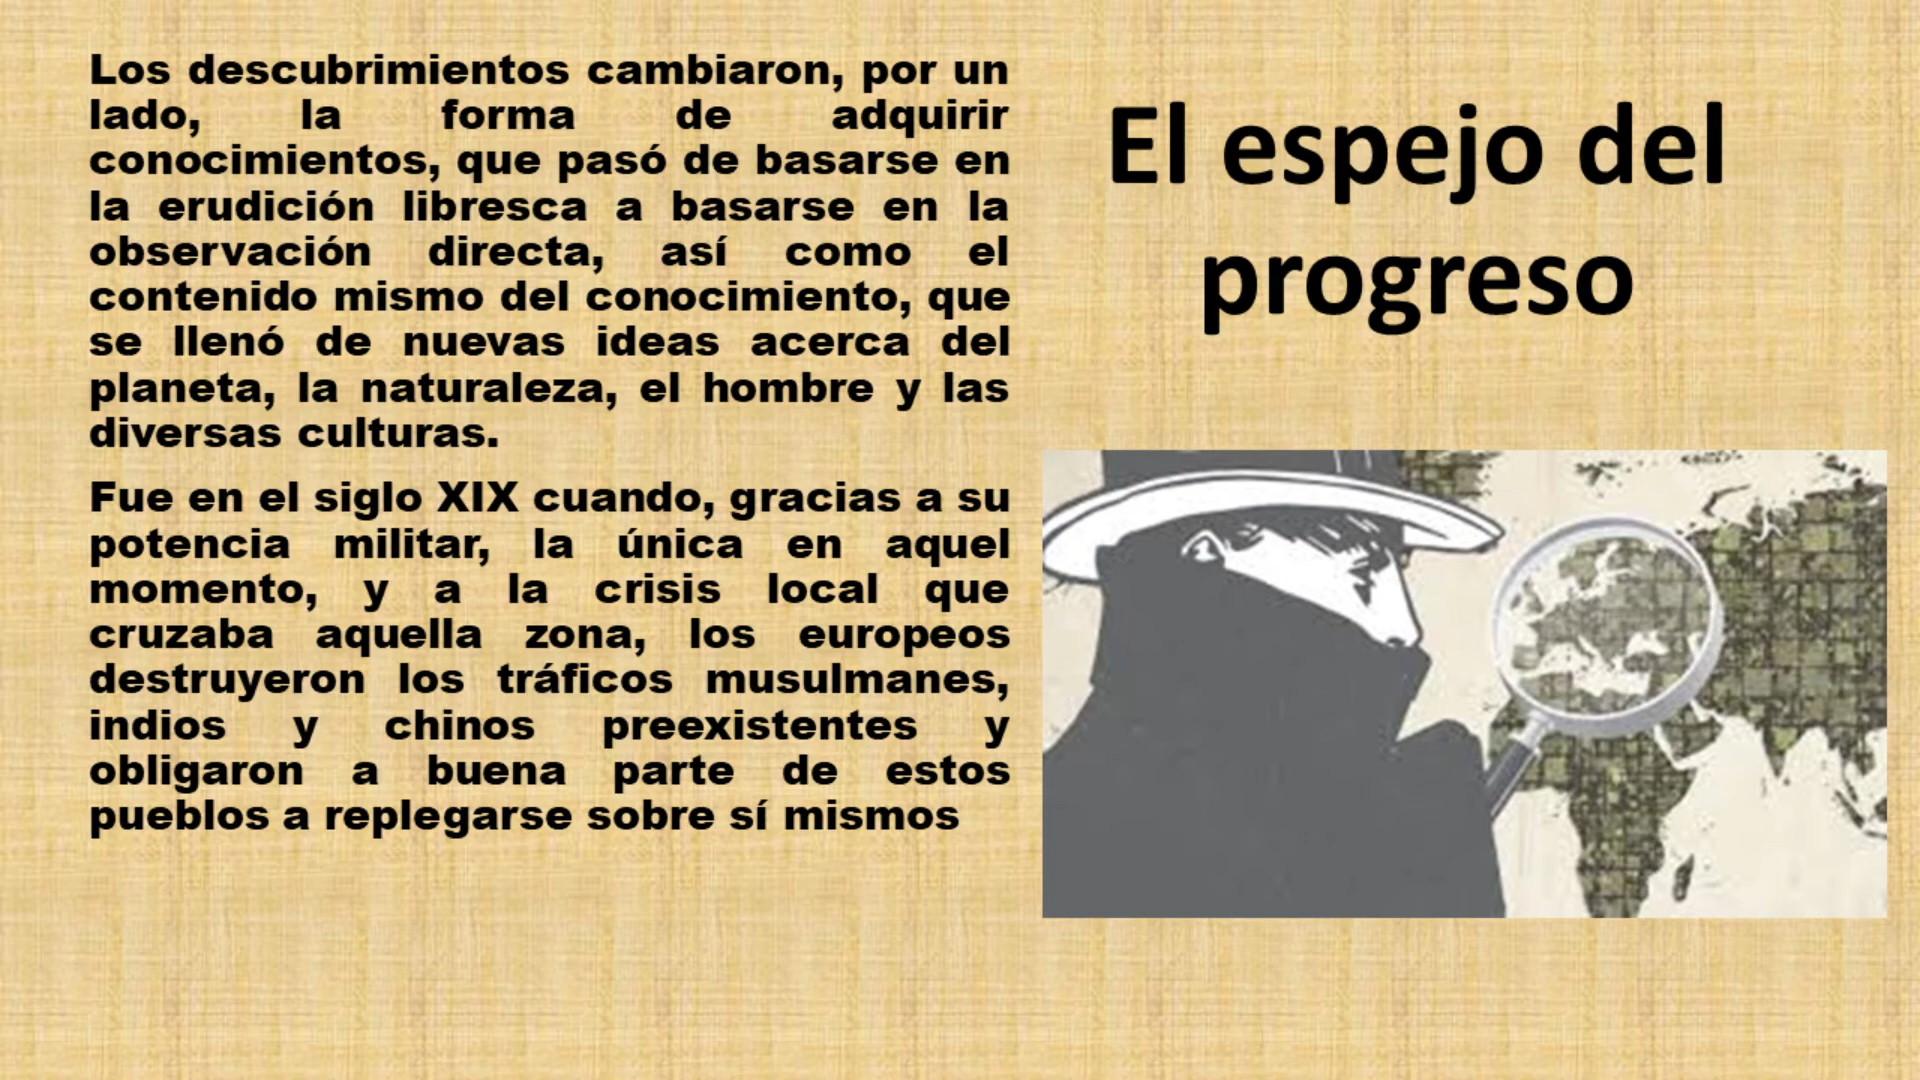 Los descubrimientos cambiaron, por un
lado, la forma de adquirir
conocimientos, que pasó de basarse en
la erudición libresca a basarse en la
observación directa, así como el
contenido mismo del conocimiento, que
se llenó de nuevas ideas acerca del
planeta, la naturaleza, el hombre y las
diversas culturas.
Fue en el siglo XIX cuando, gracias a su
potencia militar, la única en aquel
momento, y a la crisis local que
cruzaba aquella zona, los europeos
destruyeron los tráficos musulmanes,
indios y chinos preexistentes y
obligaron a buena parte de estos
pueblos a replegarse sobre sí mismos
El espejo del
progreso